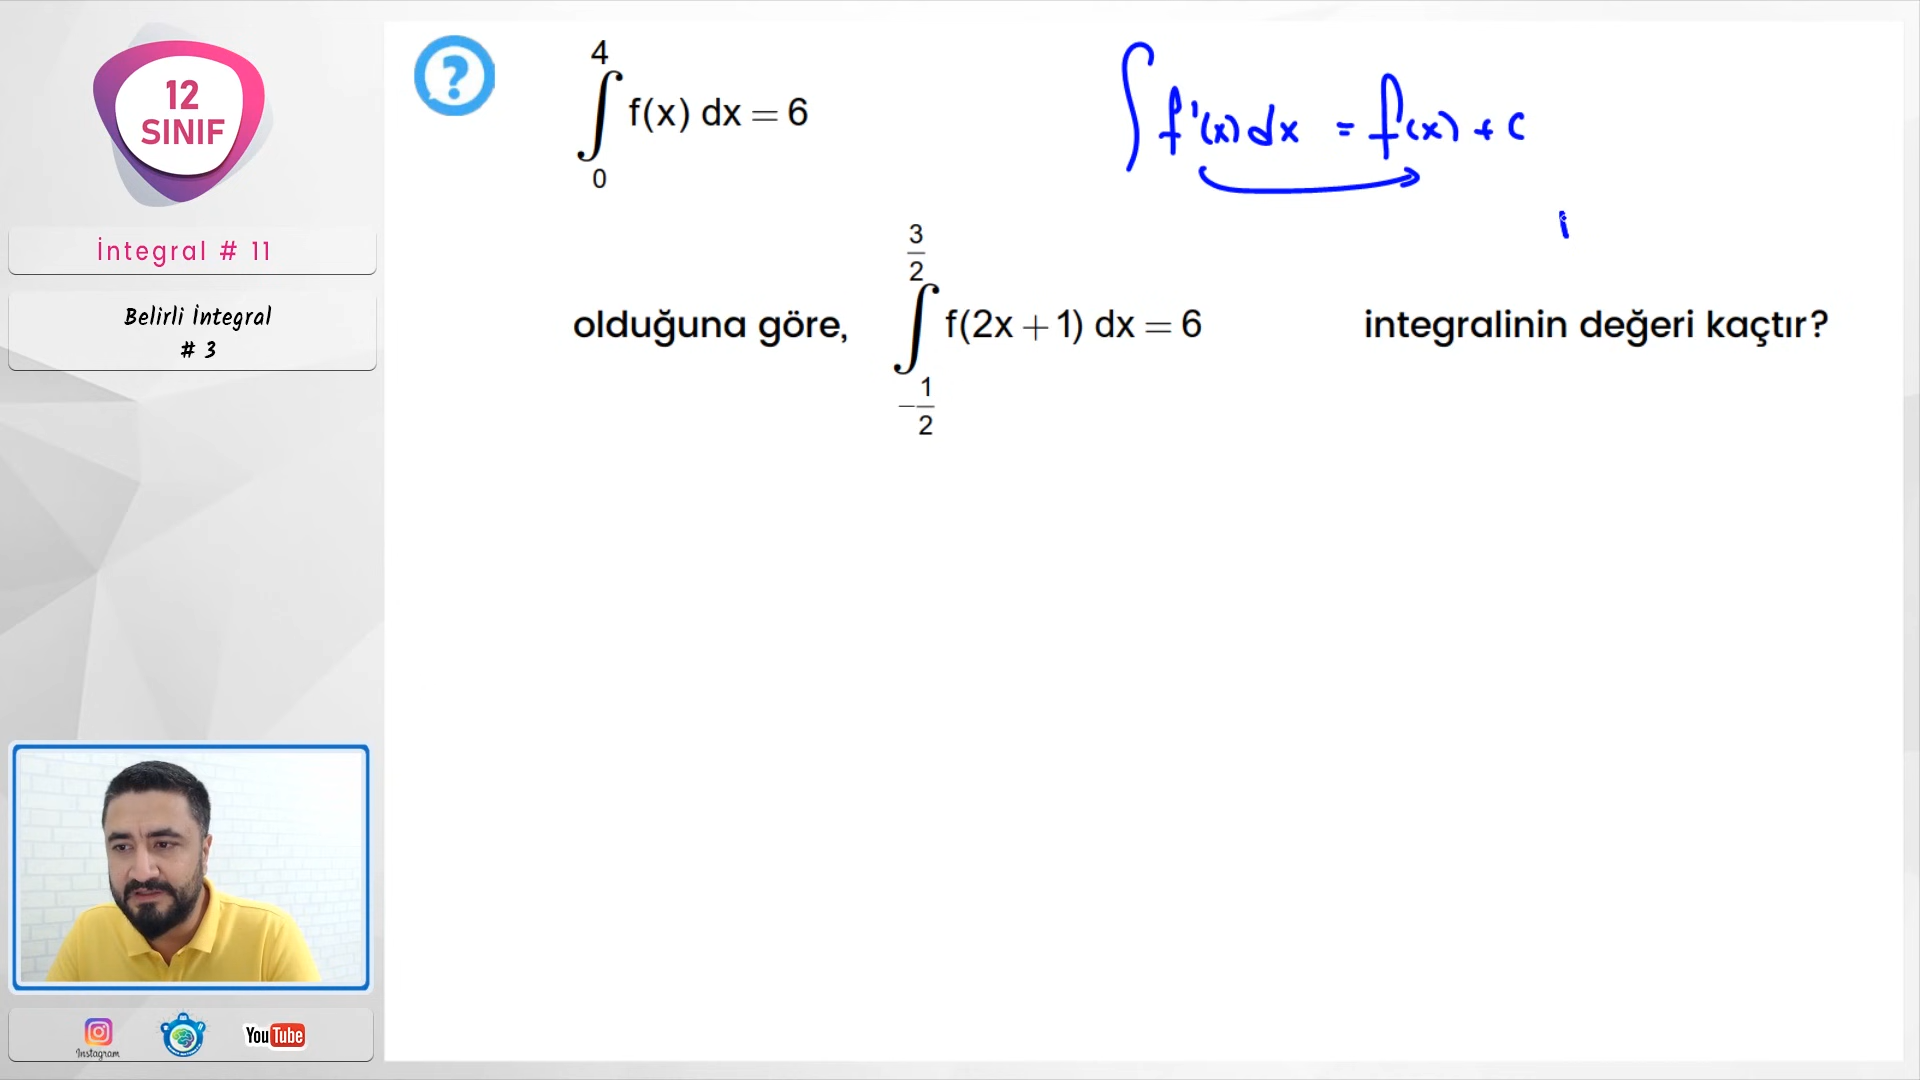 12
SINIF
İntegral # 11
Belirli İntegral
# 3
4
∫ f(x) dx = 6
0
∫ f'(x) dx = f(x) + c
3/2
olduğuna göre, ∫ f(2x + 1) dx = 6 integralinin değeri kaçtır?
-1/2
Instagram
YouTube